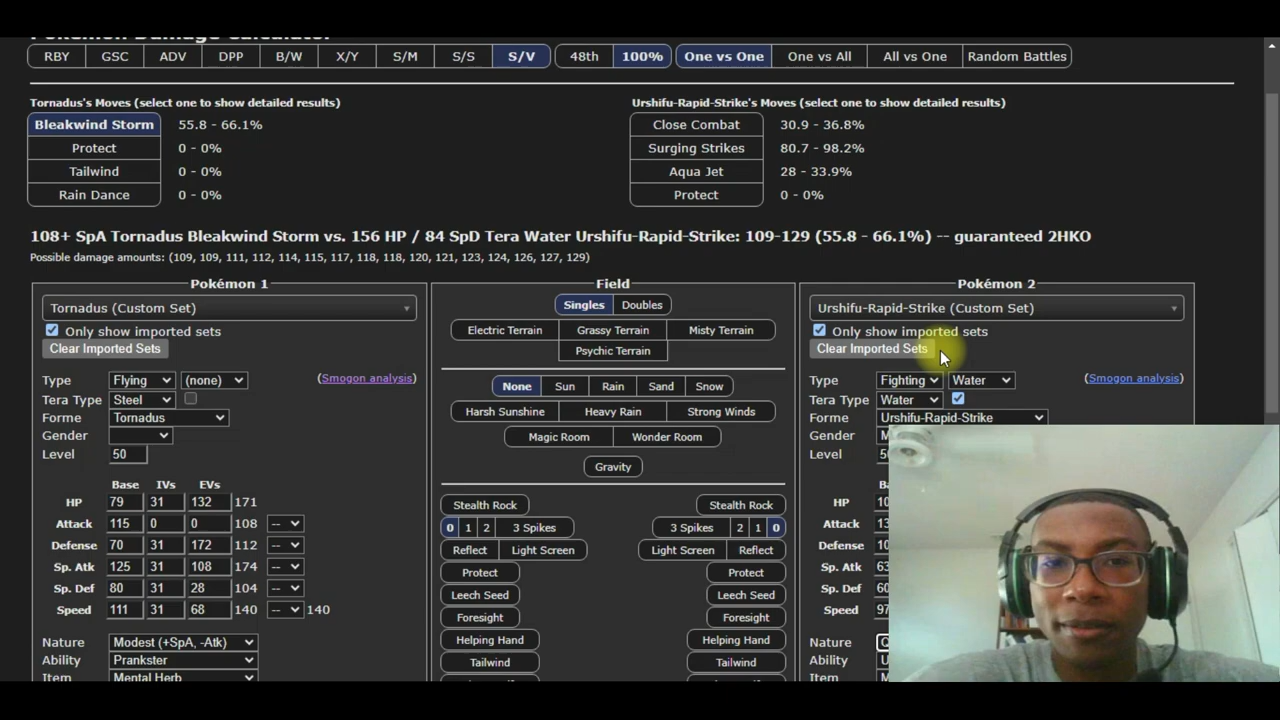 Pokémon Damage Calculator
RBY GSC ADV DPP B/W X/Y S/M S/S S/V 48th 100% One vs One One vs All All vs One Random Battles
Tornadus's Moves (select one to show detailed results)
Bleakwind Storm 55.8 - 66.1%
Protect 0 - 0%
Tailwind 0 - 0%
Rain Dance 0 - 0%
Urshifu-Rapid-Strike's Moves (select one to show detailed results)
Close Combat 30.9 - 36.8%
Surging Strikes 80.7 - 98.2%
Aqua Jet 28 - 33.9%
Protect 0 - 0%
108+ SpA Tornadus Bleakwind Storm vs. 156 HP / 84 SpD Tera Water Urshifu-Rapid-Strike: 109-129 (55.8 - 66.1%) -- guaranteed 2HKO
Possible damage amounts: (109, 109, 111, 112, 114, 115, 117, 118, 118, 120, 121, 123, 124, 126, 127, 129)
Pokémon 1
Tornadus (Custom Set)
Only show imported sets
Clear Imported Sets
Type Flying (none) (Smogon analysis)
Tera Type Steel
Forme Tornadus
Gender
Level 50
Base IVs EVs
HP 79 31 132 171
Attack 115 0 0 108 --
Defense 70 31 172 112 --
Sp. Atk 125 31 108 174 --
Sp. Def 80 31 28 104 --
Speed 111 31 68 140 -- 140
Nature Modest (+SpA, -Atk)
Ability Prankster
Item Mental Herb
Field
Singles Doubles
Electric Terrain Grassy Terrain Misty Terrain
Psychic Terrain
None Sun Rain Sand Snow
Harsh Sunshine Heavy Rain Strong Winds
Magic Room Wonder Room
Gravity
Stealth Rock Stealth Rock
0 1 2 3 Spikes 3 Spikes 2 1 0
Reflect Light Screen Light Screen Reflect
Protect Protect
Leech Seed Leech Seed
Foresight Foresight
Helping Hand Helping Hand
Tailwind Tailwind
Pokémon 2
Urshifu-Rapid-Strike (Custom Set)
Only show imported sets
Clear Imported Sets
Type Fighting Water (Smogon analysis)
Tera Type Water
Forme Urshifu-Rapid-Strike
Gender
Level
HP
Attack
Defense
Sp. Atk
Sp. Def
Speed
Nature
Ability
Item